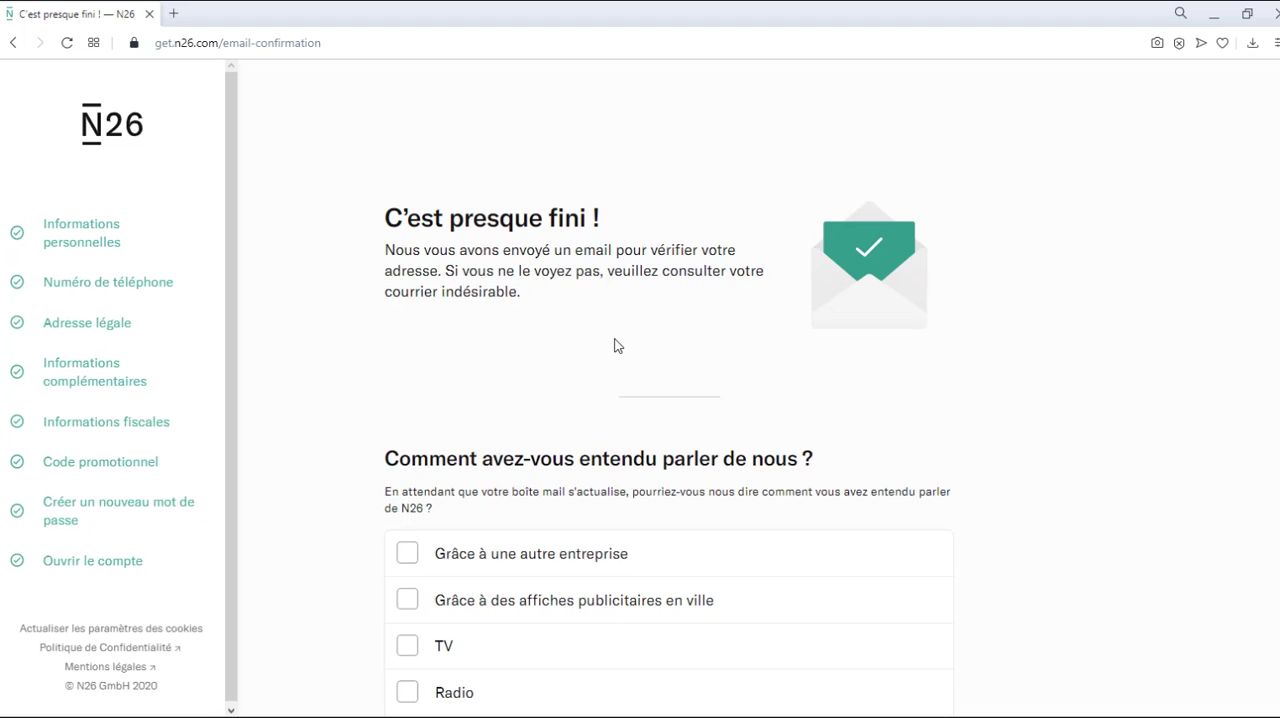 C'est presque fini ! — N26
get.n26.com/email-confirmation
N26
Informations
personnelles
Numéro de téléphone
Adresse légale
Informations
complémentaires
Informations fiscales
Code promotionnel
Créer un nouveau mot de
passe
Ouvrir le compte
Actualiser les paramètres des cookies
Politique de Confidentialité ↗
Mentions légales ↗
© N26 GmbH 2020
C’est presque fini !
Nous vous avons envoyé un email pour vérifier votre
adresse. Si vous ne le voyez pas, veuillez consulter votre
courrier indésirable.
Comment avez-vous entendu parler de nous ?
En attendant que votre boîte mail s'actualise, pourriez-vous nous dire comment vous avez entendu parler
de N26 ?
Grâce à une autre entreprise
Grâce à des affiches publicitaires en ville
TV
Radio